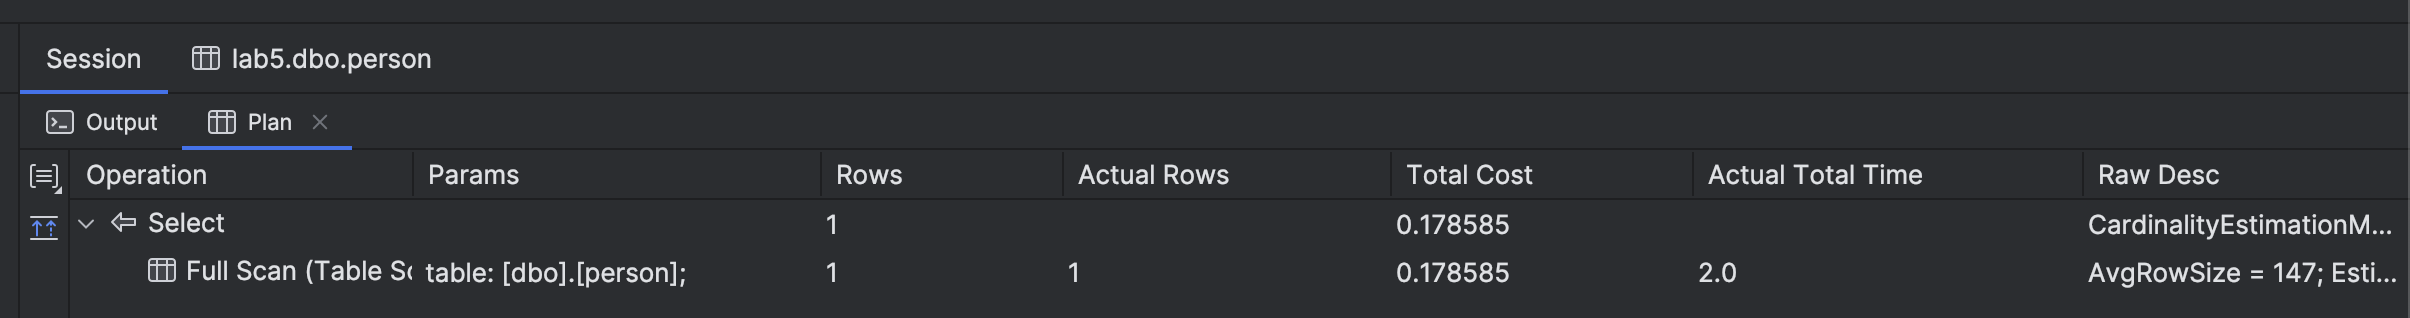 Session lab5.dbo.person
Output Plan
Operation Params Rows Actual Rows Total Cost Actual Total Time Raw Desc
Select 1 0.178585 CardinalityEstimationM...
Full Scan (Table Sc table: [dbo].[person]; 1 1 0.178585 2.0 AvgRowSize = 147; Esti...